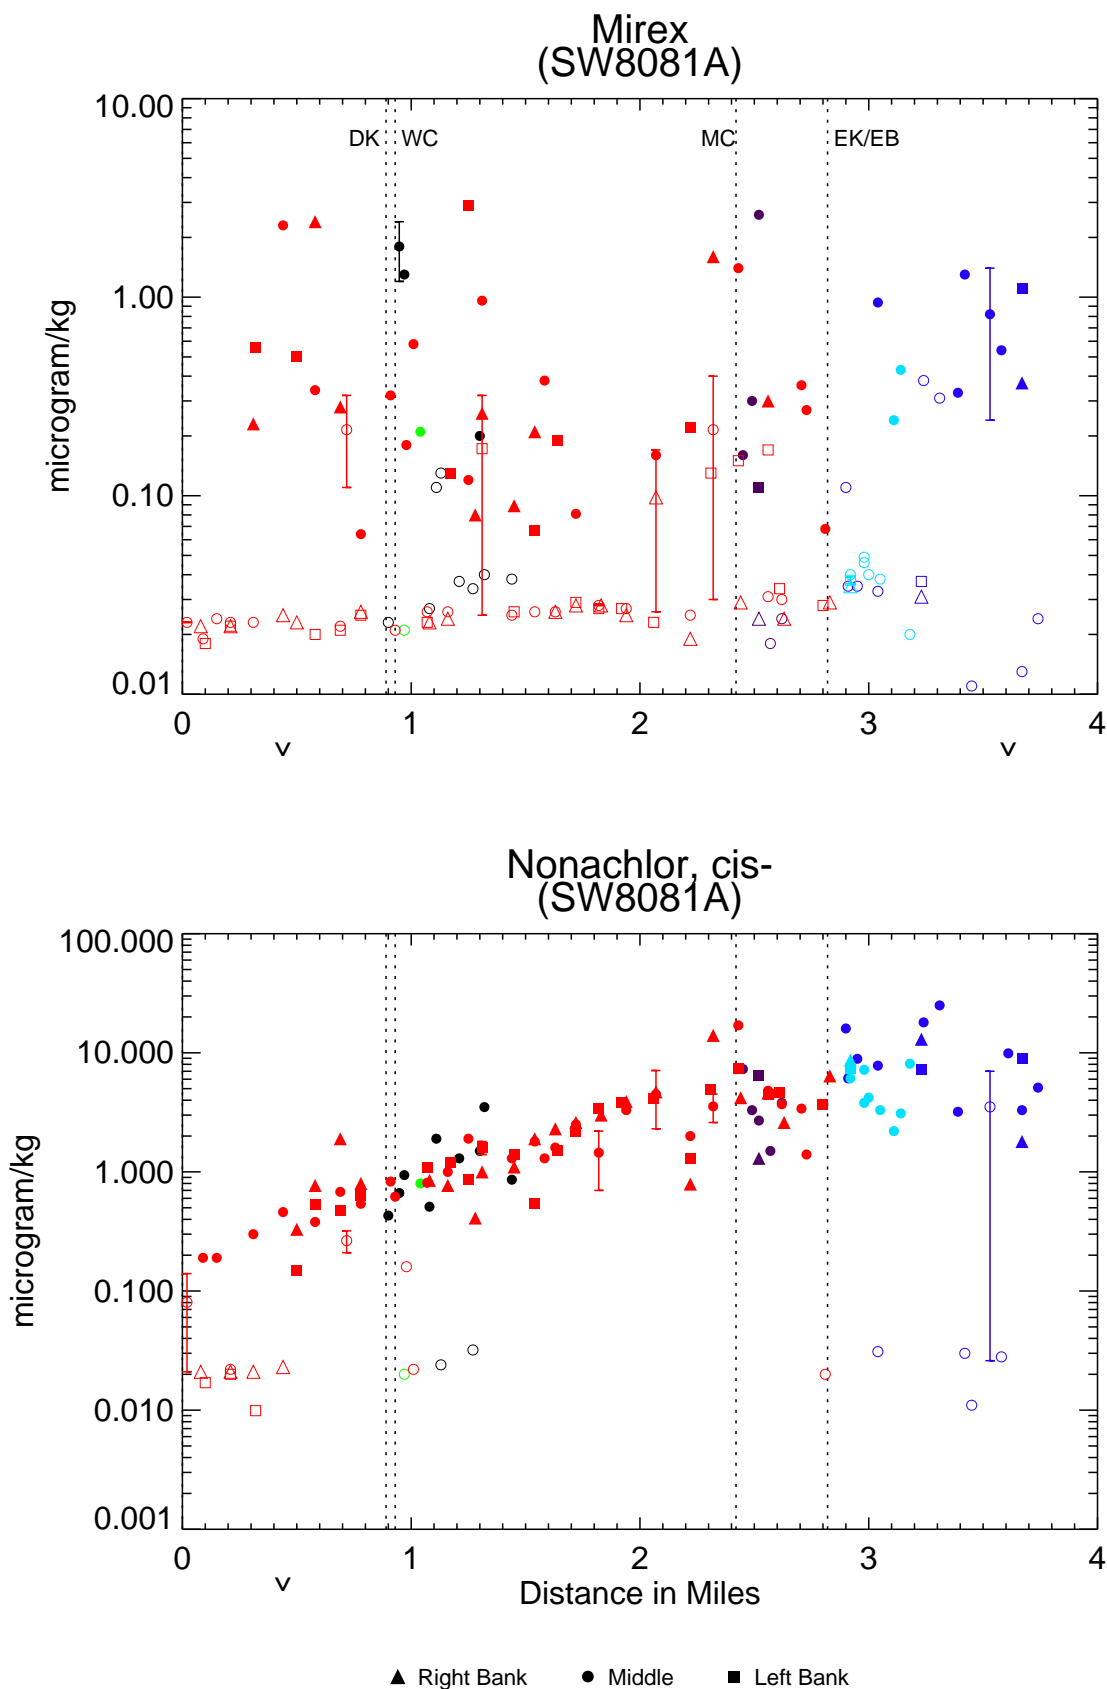 Mirex
(SW8081A)
10.00
DK
WC
MC
EK/EB
1.00
microgram/kg
0.10
0.01
0
1
2
3
4
v
v
Nonachlor, cis-
(SW8081A)
100.000
10.000
1.000
microgram/kg
0.100
0.010
0.001
0
1
2
3
4
v
Distance in Miles
Right Bank
Middle
Left Bank